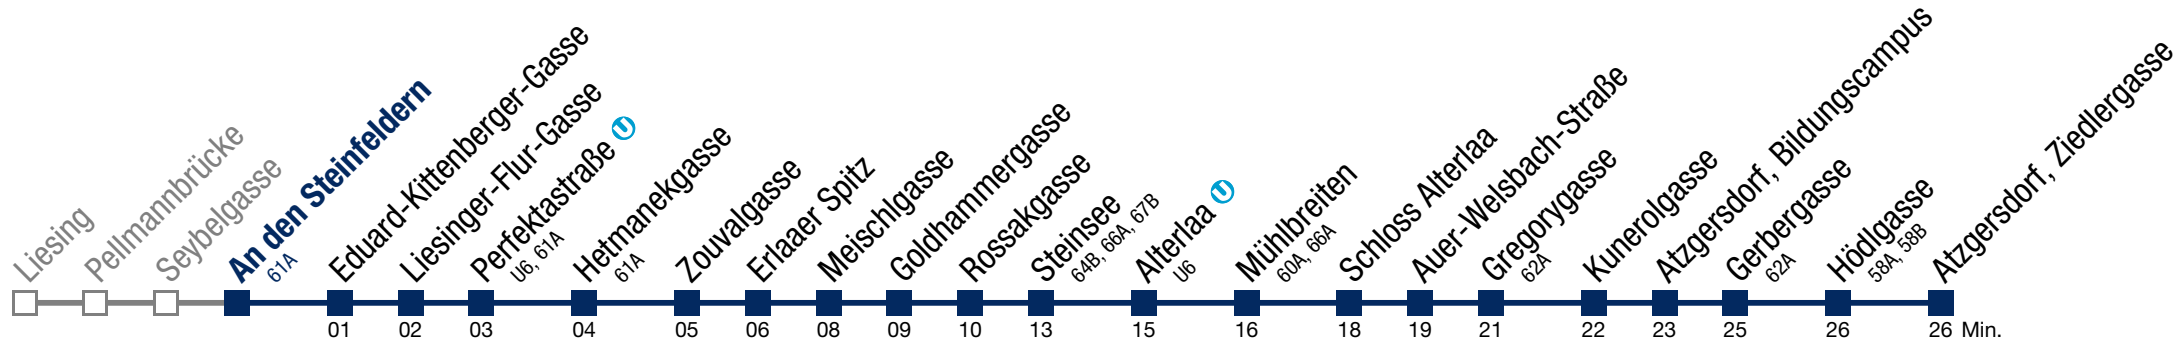 Liesing
Pellmannbrücke
Seybelgasse
An den Steinfeldern
61A
Eduard-Kittenberger-Gasse
Liesinger-Flur-Gasse
Perfektastraße U
U6, 61A
Hetmanekgasse
61A
Zouvalgasse
Erlaaer Spitz
Meischlgasse
Goldhammergasse
Rossakgasse
Steinsee
64B, 66A, 67B
Alterlaa U
U6
Mühlbreiten
60A, 66A
Schloss Alterlaa
Auer-Welsbach-Straße
Gregorygasse
62A
Kunerolgasse
Atzgersdorf, Bildungscampus
Gerbergasse
62A
Hödlgasse
58A, 58B
Atzgersdorf, Ziedlergasse
01 02 03 04 05 06 08 09 10 13 15 16 18 19 21 22 23 25 26 26 Min.